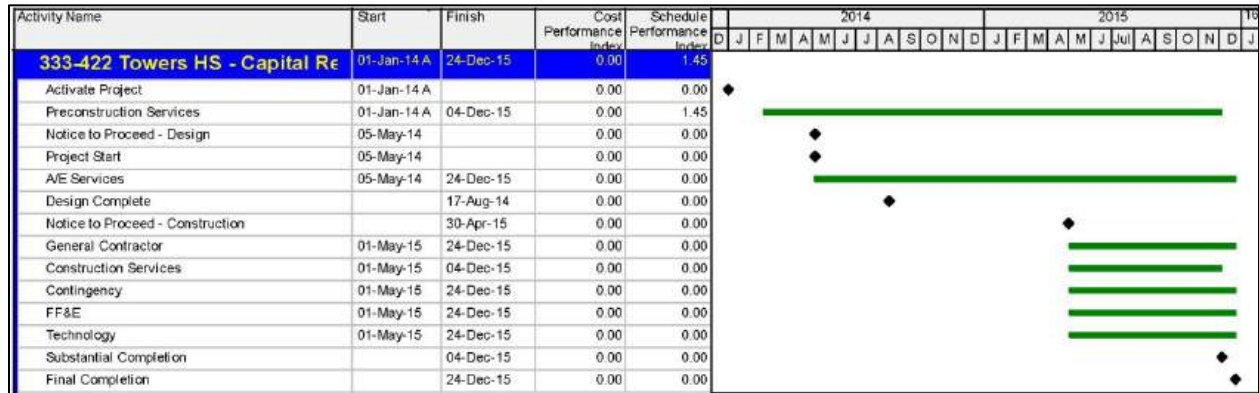 Activity Name Start Finish Cost Performance Index Schedule Performance Index 2014 2015 16
D J F M A M J J A S O N D J F M A M J Jul A S O N D J
333-422 Towers HS - Capital Re 01-Jan-14 A 24-Dec-15 0.00 1.45
Activate Project 01-Jan-14 A 0.00 0.00
Preconstruction Services 01-Jan-14 A 04-Dec-15 0.00 1.45
Notice to Proceed - Design 05-May-14 0.00 0.00
Project Start 05-May-14 0.00 0.00
A/E Services 05-May-14 24-Dec-15 0.00 0.00
Design Complete 17-Aug-14 0.00 0.00
Notice to Proceed - Construction 30-Apr-15 0.00 0.00
General Contractor 01-May-15 24-Dec-15 0.00 0.00
Construction Services 01-May-15 04-Dec-15 0.00 0.00
Contingency 01-May-15 24-Dec-15 0.00 0.00
FF&E 01-May-15 24-Dec-15 0.00 0.00
Technology 01-May-15 24-Dec-15 0.00 0.00
Substantial Completion 04-Dec-15 0.00 0.00
Final Completion 24-Dec-15 0.00 0.00